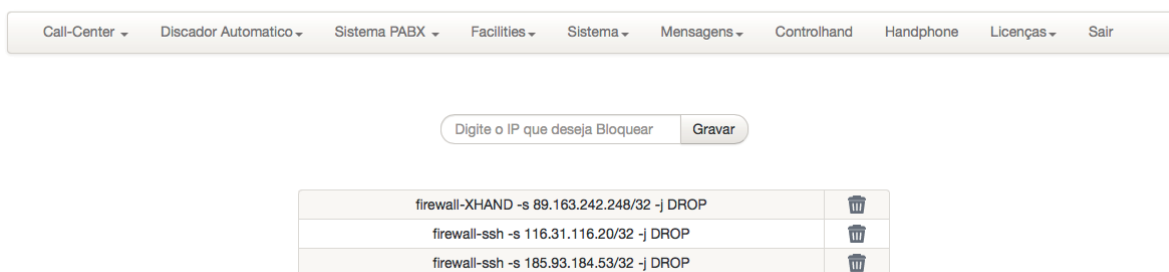 Call-Center Discador Automatico Sistema PABX Facilities Sistema Mensagens Controlhand Handphone Licenças Sair
Digite o IP que deseja Bloquear Gravar
firewall-XHAND -s 89.163.242.248/32 -j DROP
firewall-ssh -s 116.31.116.20/32 -j DROP
firewall-ssh -s 185.93.184.53/32 -j DROP